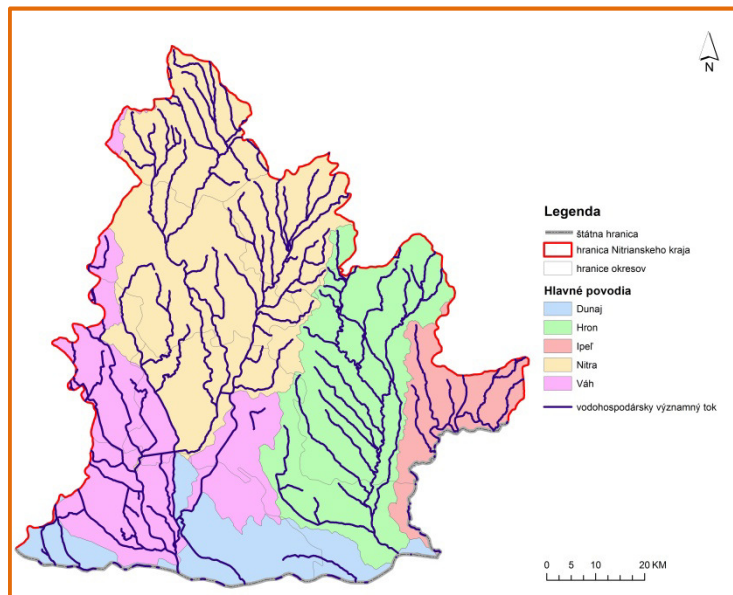 N
Legenda
štátna hranica
hranica Nitrianskeho kraja
hranice okresov
Hlavné povodia
Dunaj
Hron
Ipeľ
Nitra
Váh
vodohospodársky významný tok
0 5 10 20 KM